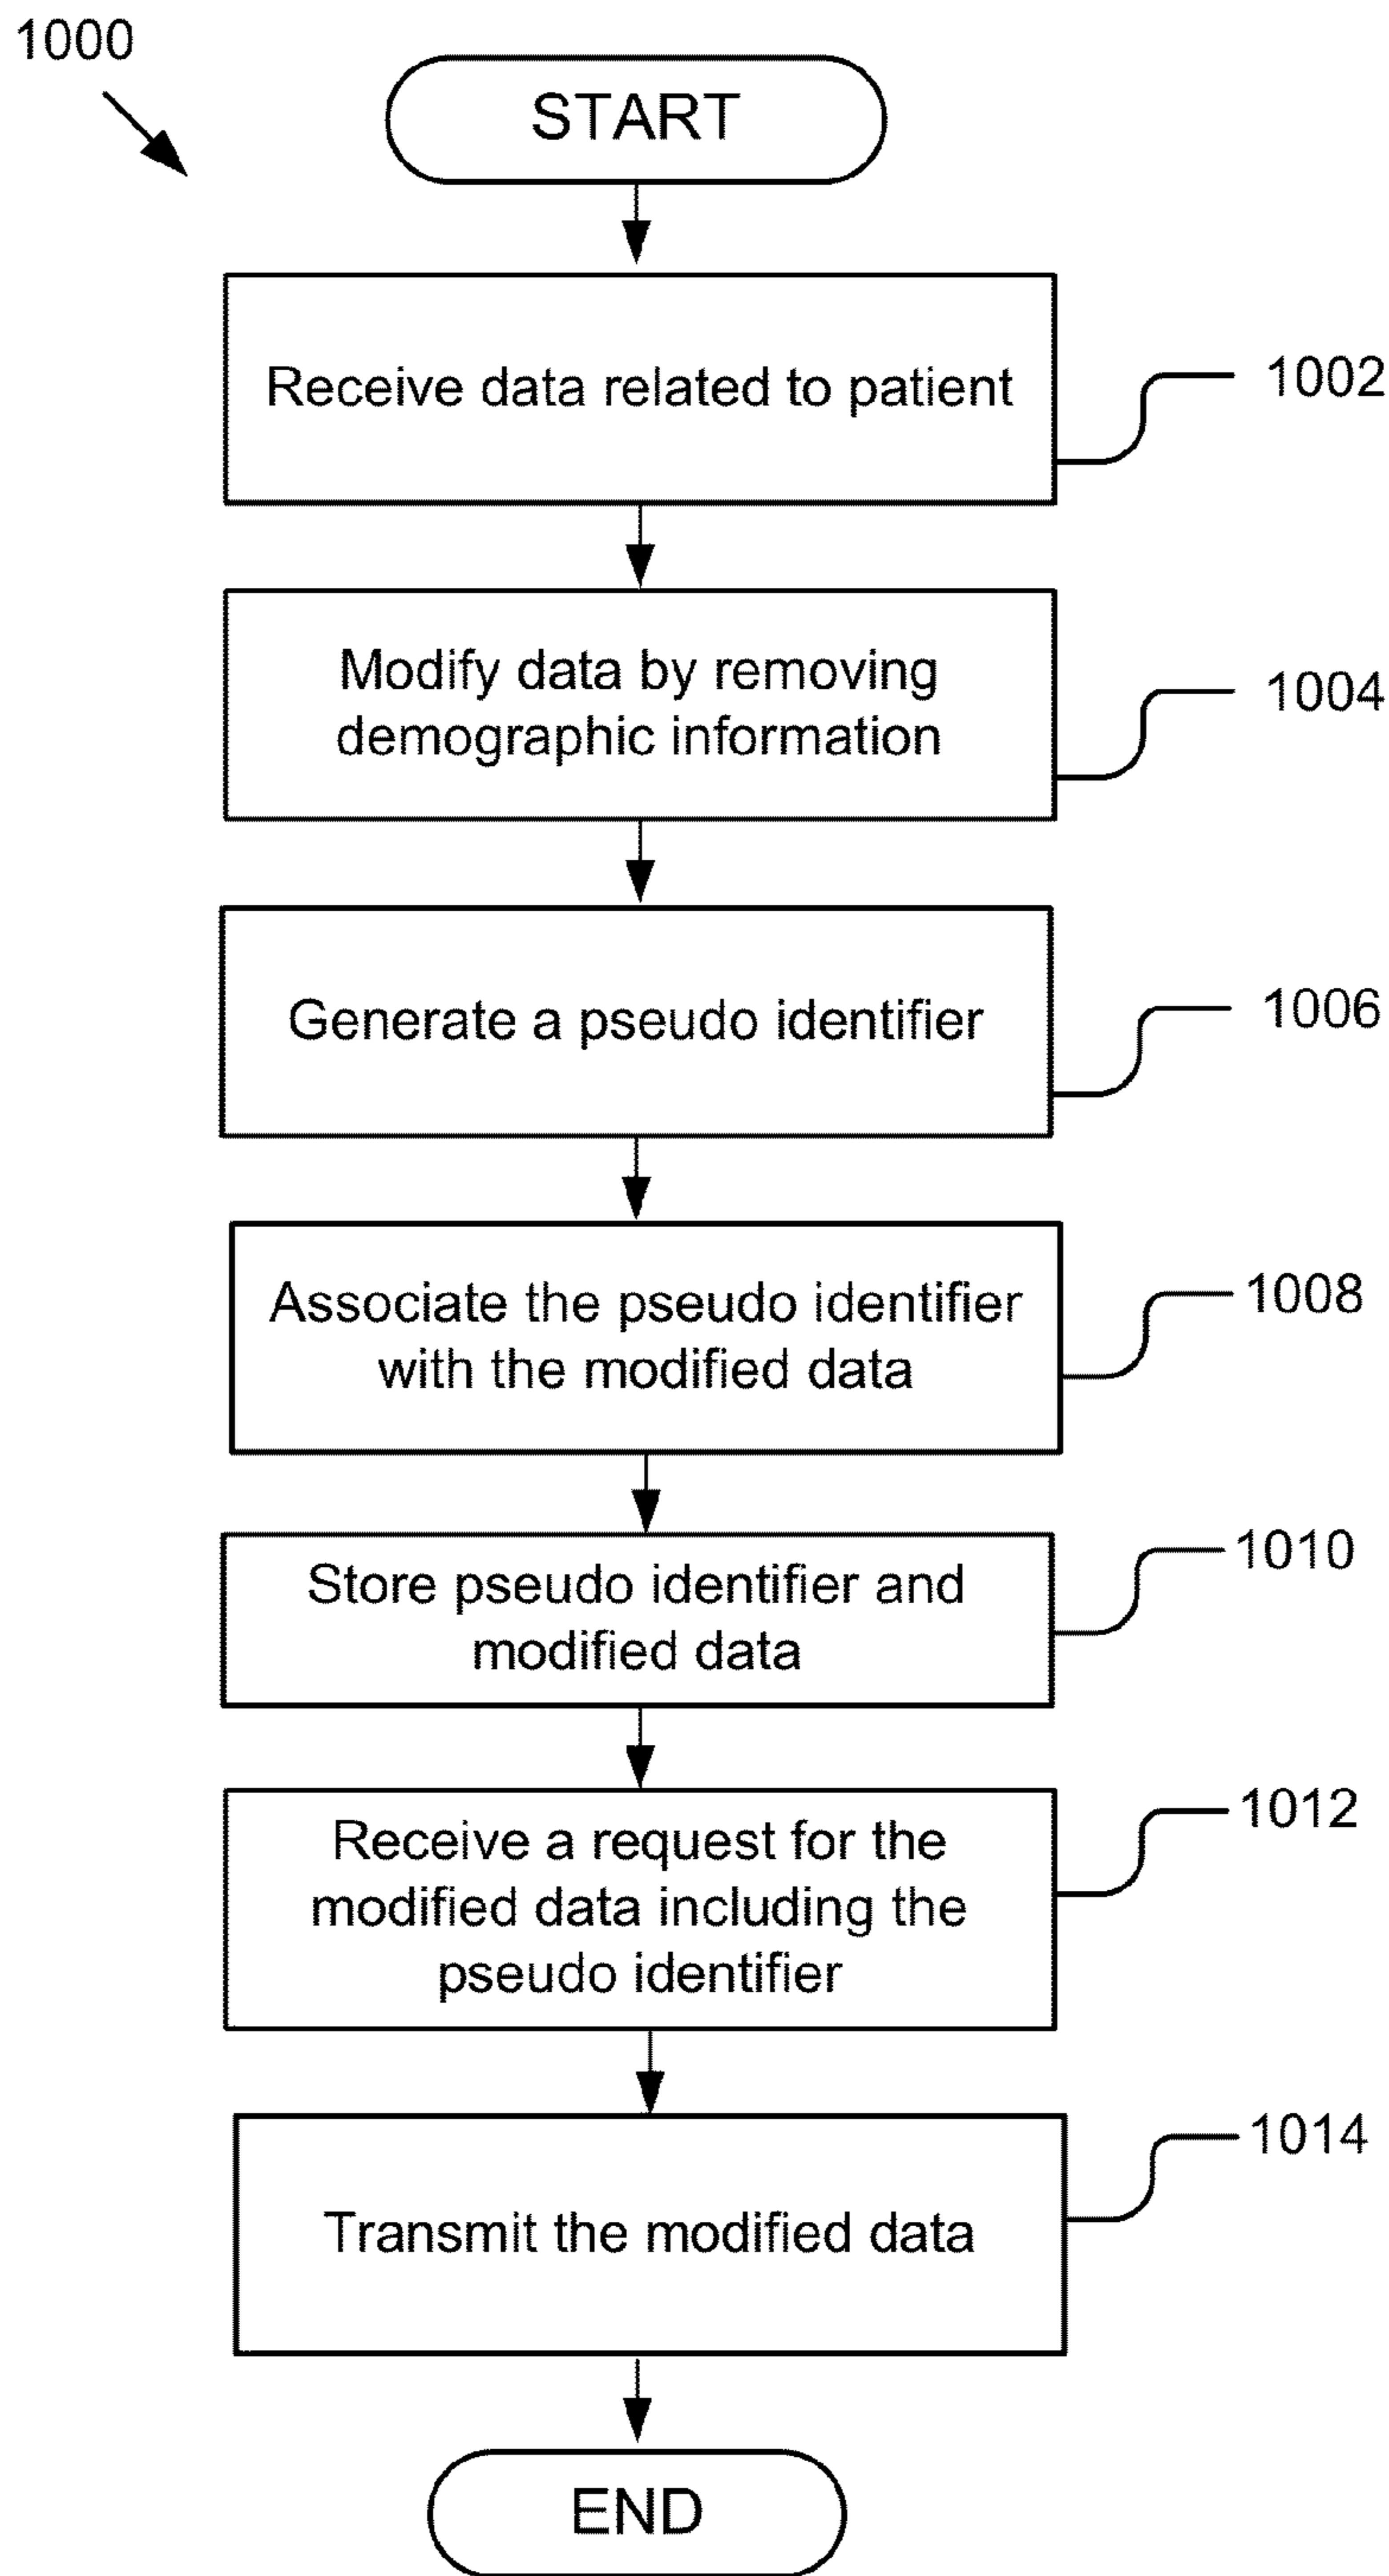 1000
START
Receive data related to patient
1002
Modify data by removing
demographic information
1004
Generate a pseudo identifier
1006
Associate the pseudo identifier
with the modified data
1008
Store pseudo identifier and
modified data
1010
Receive a request for the
modified data including the
pseudo identifier
1012
Transmit the modified data
1014
END